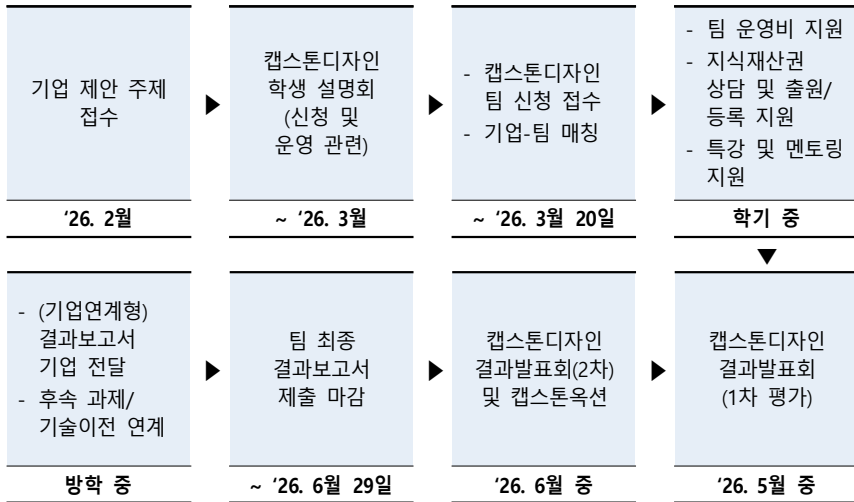 기업 제안 주제
접수
▶
캡스톤디자인
학생 설명회
(신청 및
운영 관련)
▶
- 캡스톤디자인
팀 신청 접수
- 기업-팀 매칭
▶
- 팀 운영비 지원
- 지식재산권
상담 및 출원/
등록 지원
- 특강 및 멘토링
지원
‘26. 2월
~ ‘26. 3월
~ ‘26. 3월 20일
학기 중
▼
- (기업연계형)
결과보고서
기업 전달
- 후속 과제/
기술이전 연계
▶
팀 최종
결과보고서
제출 마감
▶
캡스톤디자인
결과발표회(2차)
및 캡스톤옥션
▶
캡스톤디자인
결과발표회
(1차 평가)
방학 중
~ ‘26. 6월 29일
‘26. 6월 중
‘26. 5월 중